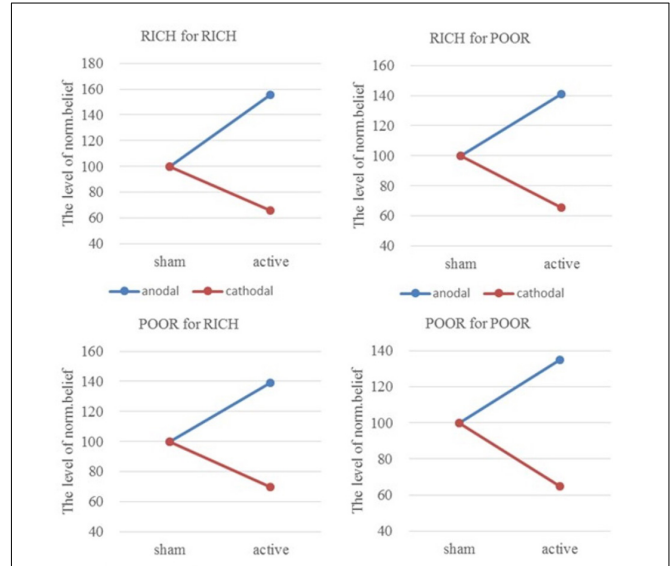 RICH for RICH
The level of norm.belief
180
160
140
120
100
80
60
40
sham active
anodal cathodal
RICH for POOR
The level of norm.belief
160
140
120
100
80
60
40
sham active
anodal cathodal
POOR for RICH
The level of norm.belief
160
140
120
100
80
60
40
sham active
POOR for POOR
The level of norm.belief
140
120
100
80
60
40
sham active